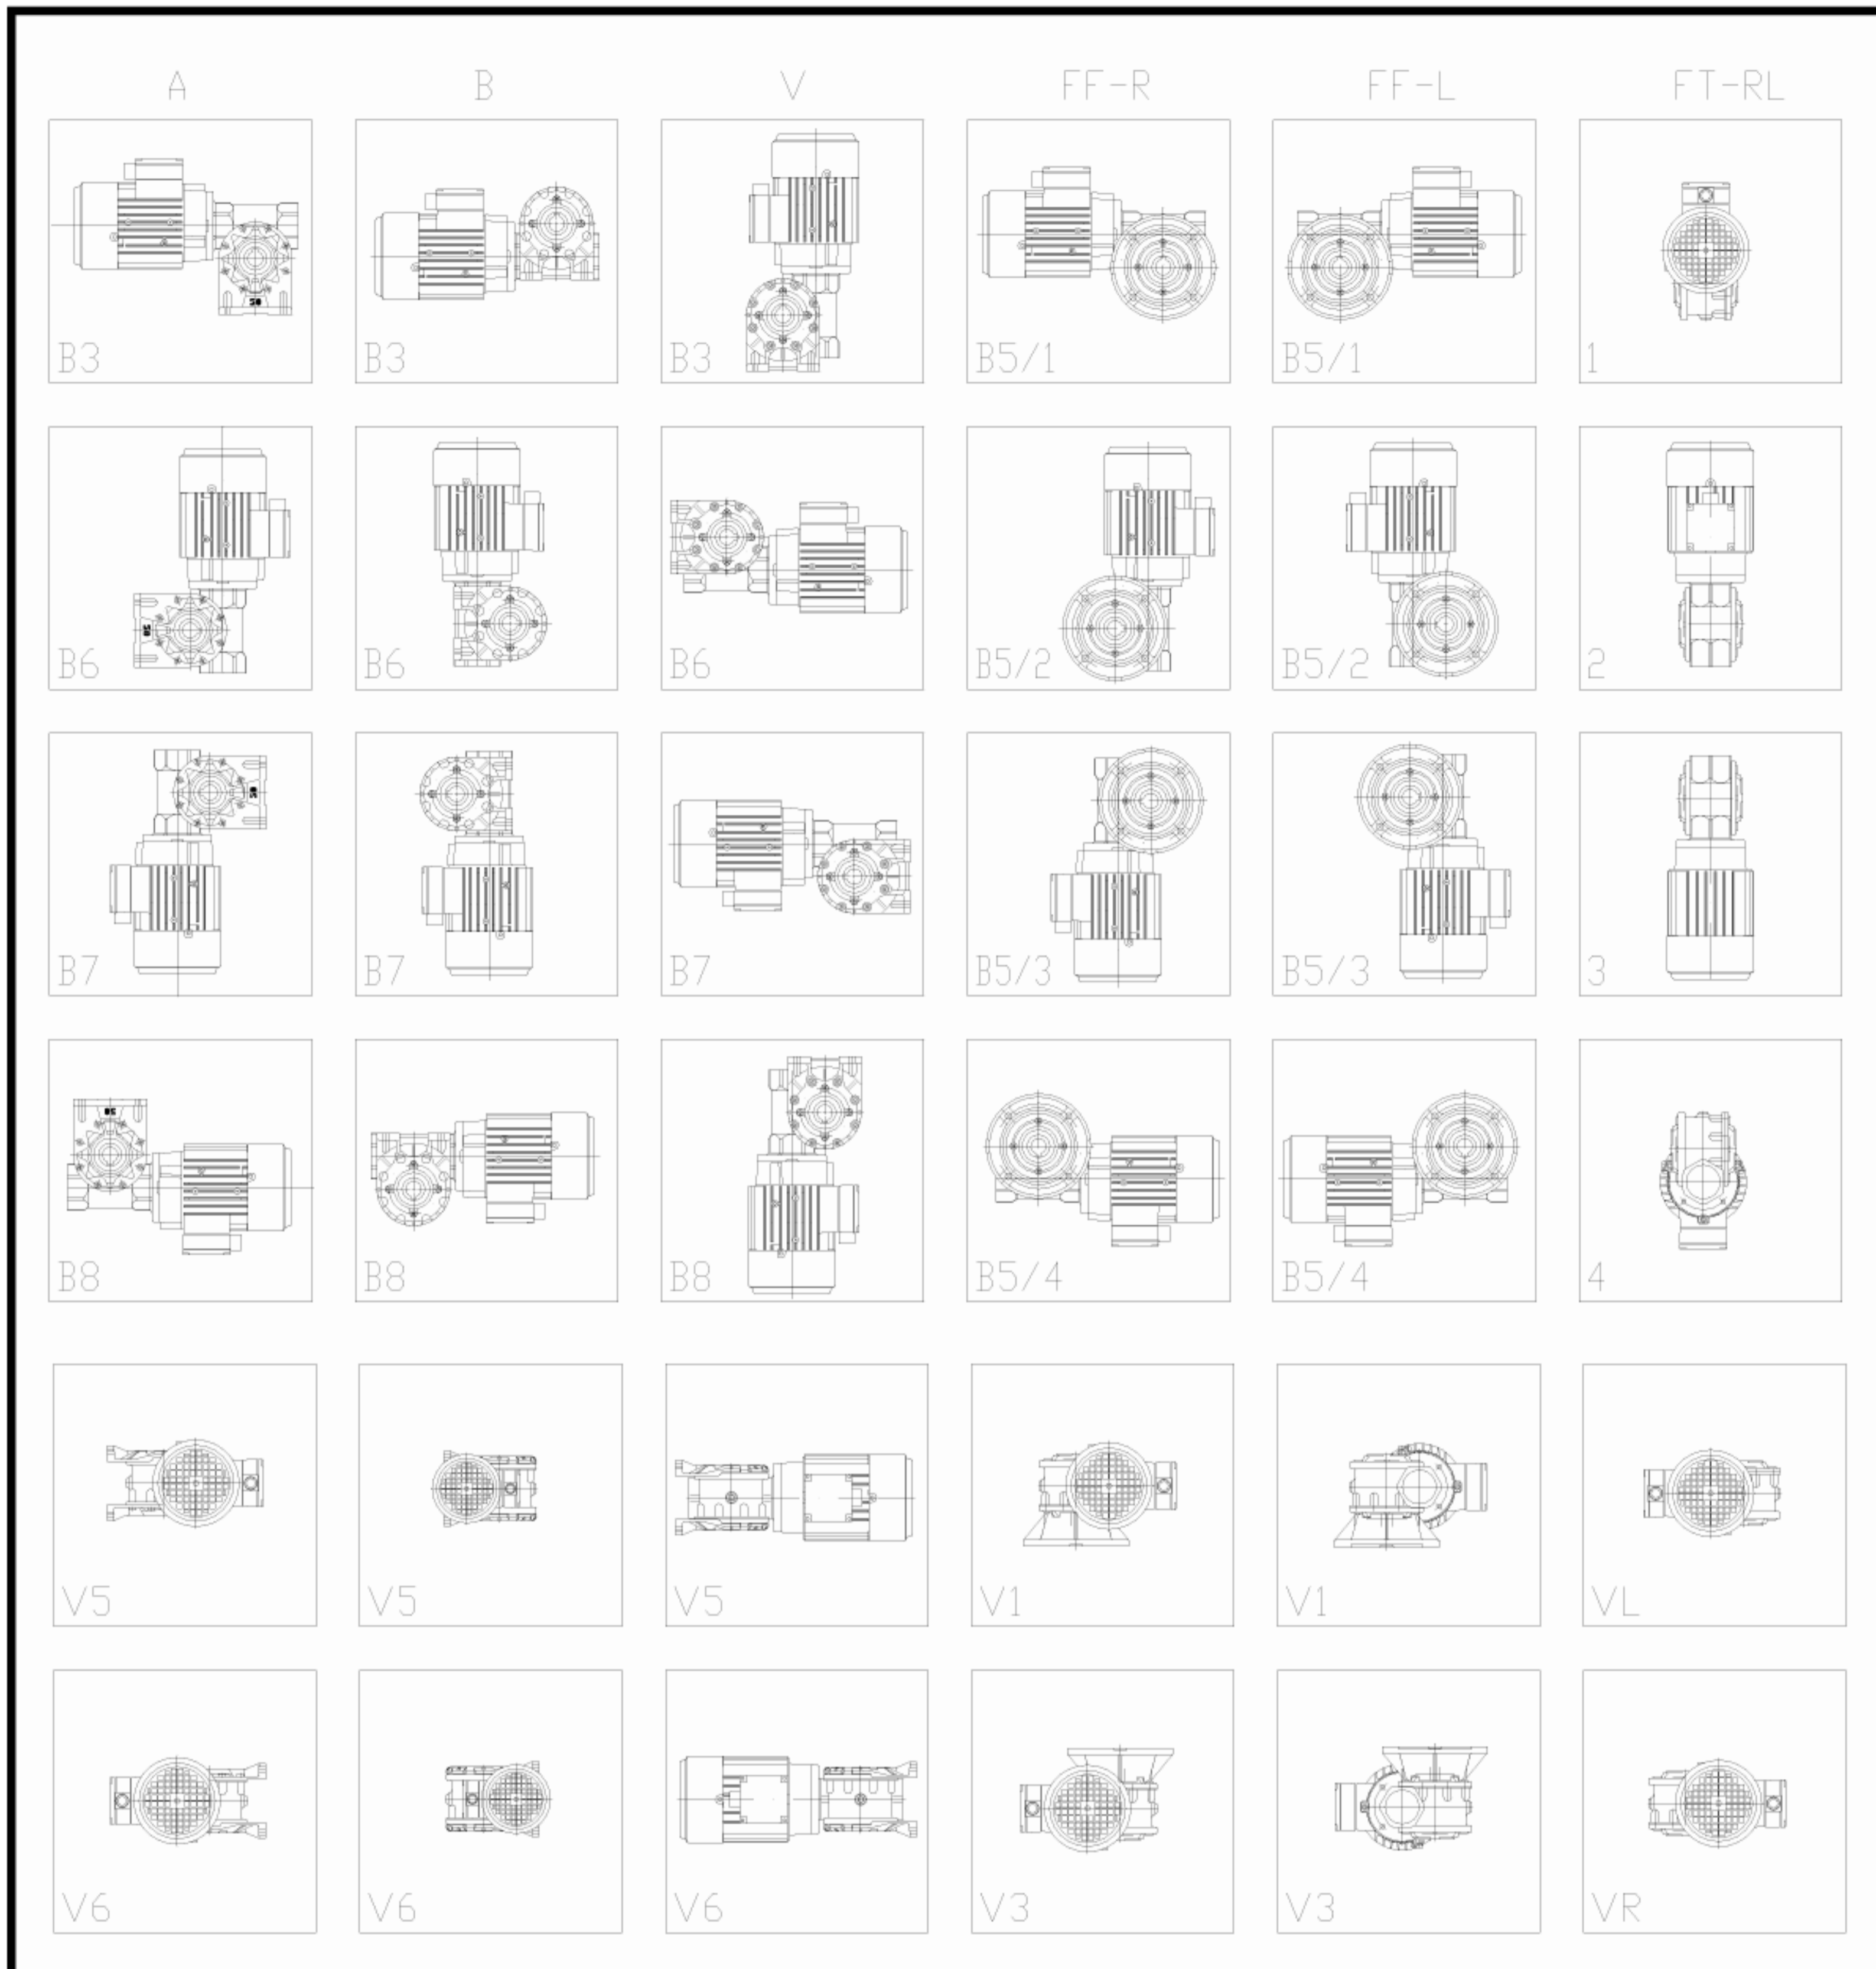 A B V FF-R FF-L FT-RL
B3 B3 B3 B5/1 B5/1 1
B6 B6 B6 B5/2 B5/2 2
B7 B7 B7 B5/3 B5/3 3
B8 B8 B8 B5/4 B5/4 4
V5 V5 V5 V1 V1 VL
V6 V6 V6 V3 V3 VR